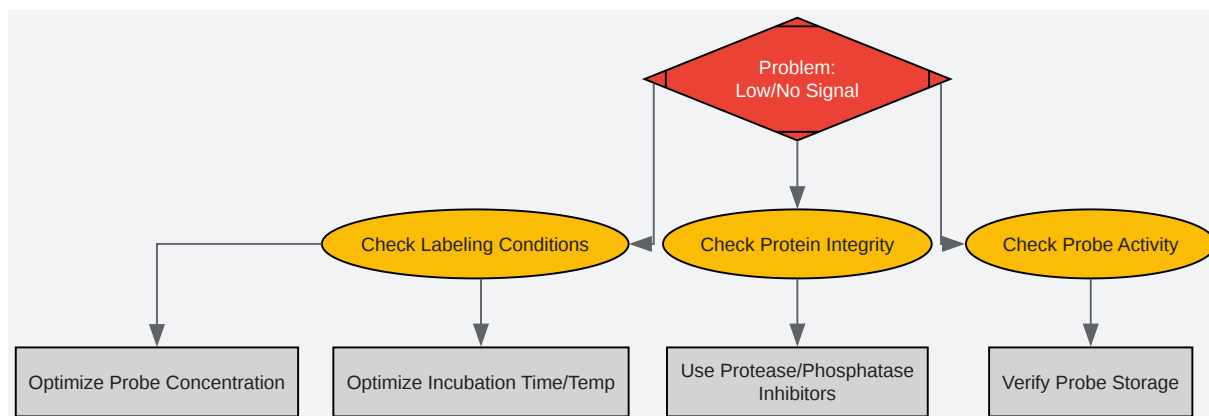 Problem:
Low/No Signal
Check Labeling Conditions
Check Protein Integrity
Check Probe Activity
Optimize Probe Concentration
Optimize Incubation Time/Temp
Use Protease/Phosphatase
Inhibitors
Verify Probe Storage